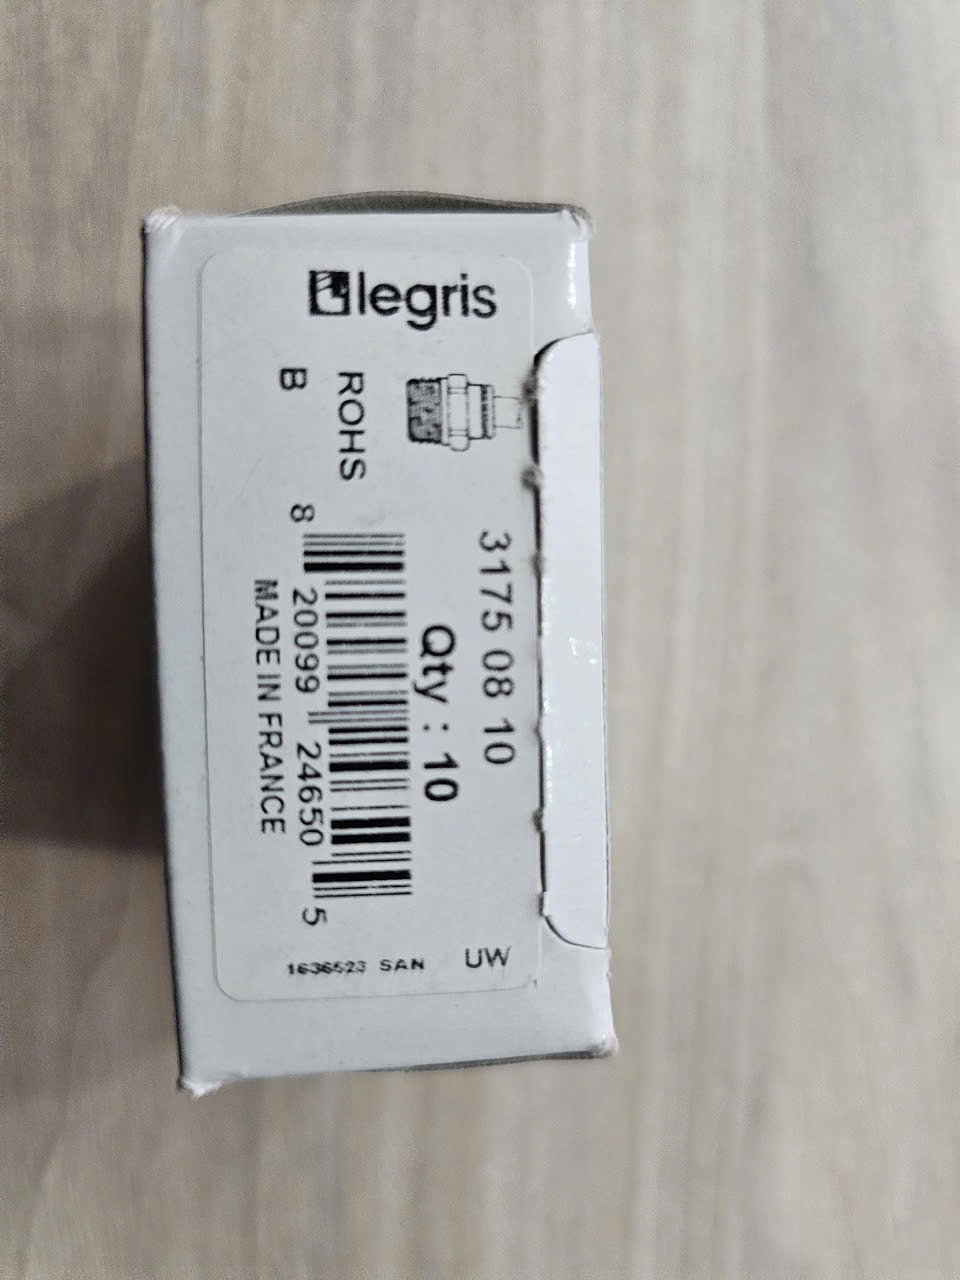 legris
3175 08 10
Qty : 10
ROHS
B
8 20099 24650 5
MADE IN FRANCE
UW
1636523 SAN